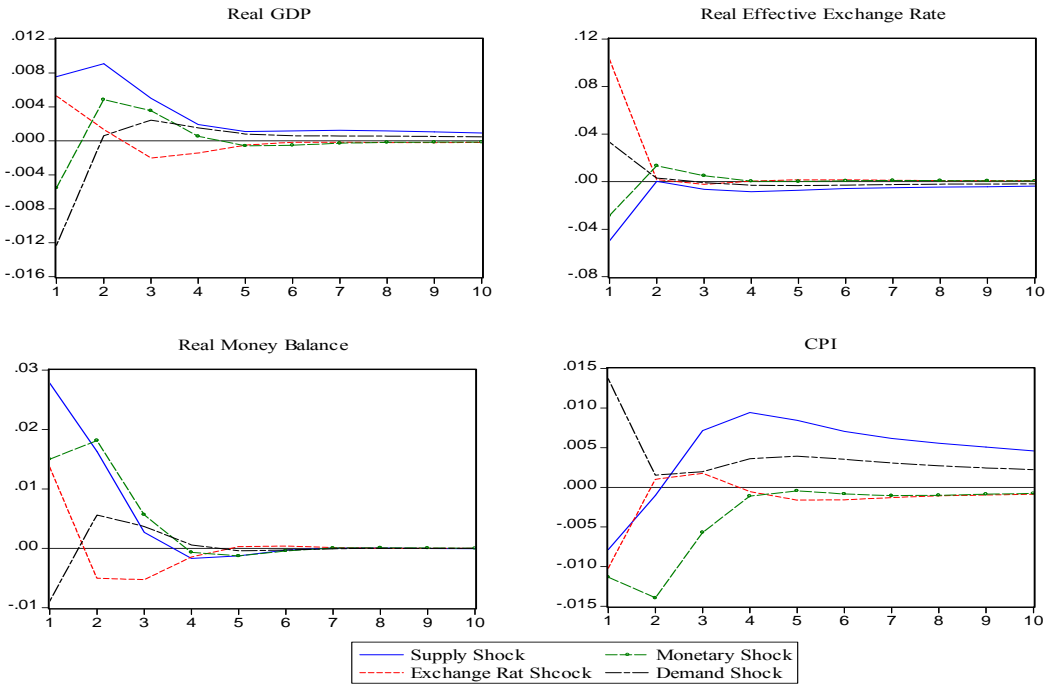 Real GDP
.012
.008
.004
.000
-.004
-.008
-.012
-.016
1 2 3 4 5 6 7 8 9 10
Real Effective Exchange Rate
.12
.08
.04
.00
-.04
-.08
1 2 3 4 5 6 7 8 9 10
Real Money Balance
.03
.02
.01
.00
-.01
1 2 3 4 5 6 7 8 9 10
CPI
.015
.010
.005
.000
-.005
-.010
-.015
1 2 3 4 5 6 7 8 9 10
Supply Shock Monetary Shock
Exchange Rat Shcock Demand Shock